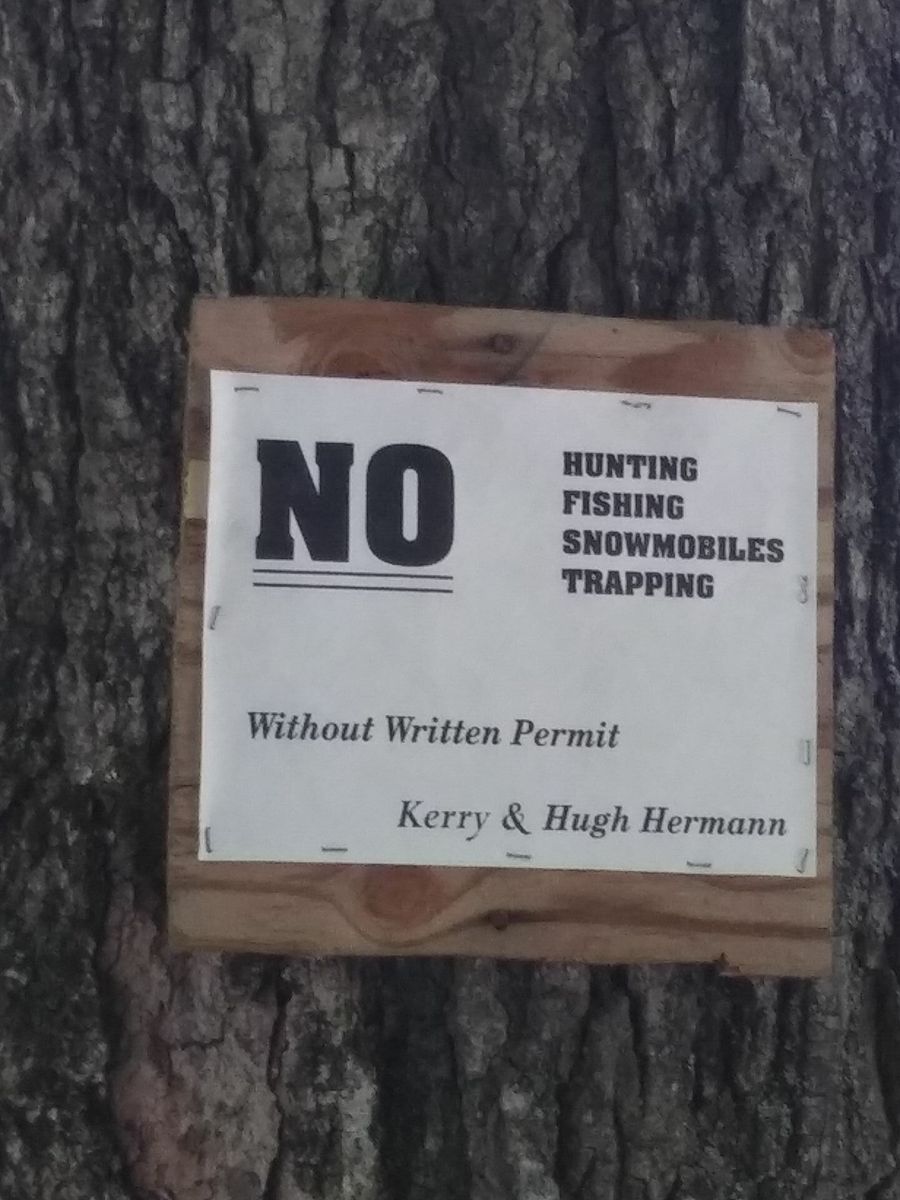 NO
HUNTING
FISHING
SNOWMOBILES
TRAPPING
Without Written Permit
Kerry & Hugh Hermann